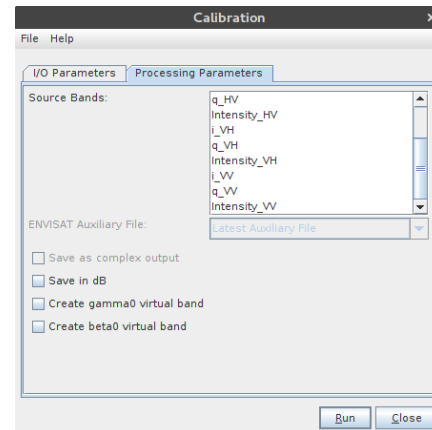 Calibration
File Help
I/O Parameters Processing Parameters
Source Bands:
q_HV
Intensity_HV
i_VH
q_VH
Intensity_VH
i_VV
q_VV
Intensity_VV
ENVISAT Auxiliary File: Latest Auxiliary File
Save as complex output
Save in dB
Create gamma0 virtual band
Create beta0 virtual band
Run Close